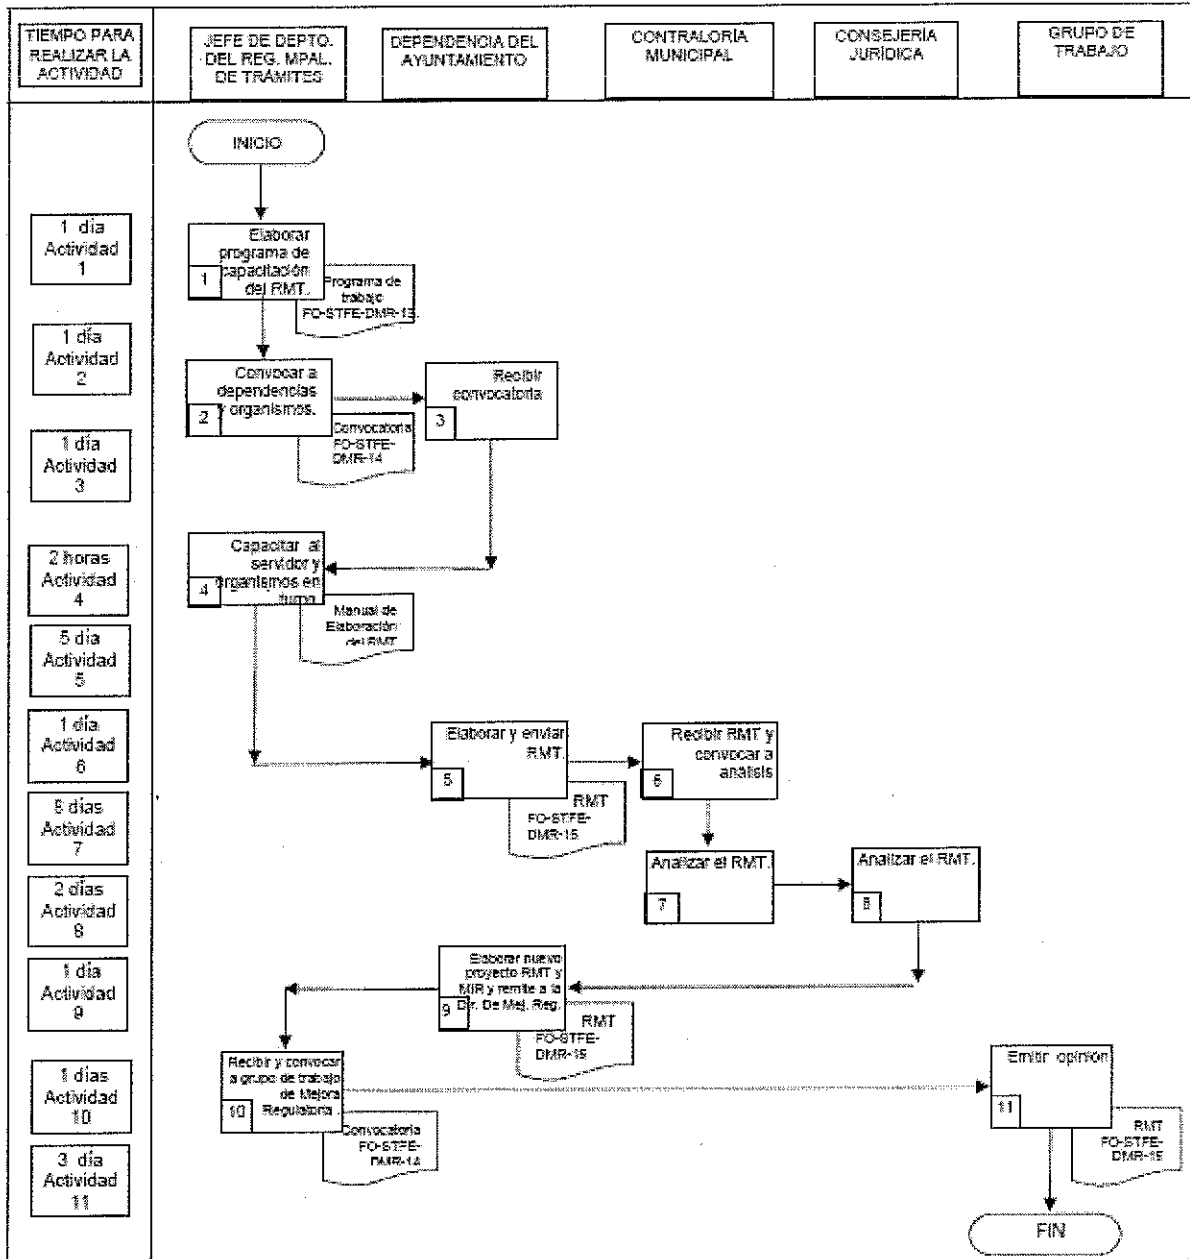 TIEMPO PARA
REALIZAR LA
ACTIVIDAD
JEFE DE DEPTO.
DEL REG. MPAL.
DE TRÁMITES
DEPENDENCIA DEL
AYUNTAMIENTO
CONTRALORÍA
MUNICIPAL
CONSEJERÍA
JURÍDICA
GRUPO DE
TRABAJO
INICIO
1 día
Actividad
1
Elaborar
programa de
capacitación
del RMT.
1
Programa de
trabajo
FO-STFE-DMR-13
1 día
Actividad
2
Convocar a
dependencias
y organismos.
2
Convocatoria
FO-STFE-
DMR-14
Recibir
convocatoria
3
1 día
Actividad
3
2 horas
Actividad
4
Capacitar al
servidor y
organismos en
turno.
4
Manual de
Elaboración
del RMT
5 día
Actividad
5
1 día
Actividad
6
Elaborar y enviar
RMT.
5
RMT
FO-STFE-
DMR-15
Recibir RMT y
convocar a
análisis
6
Actividad
7
Analizar el RMT.
7
Analizar el RMT.
8
2 días
Actividad
8
1 día
Actividad
9
Elaborar nuevo
proyecto RMT y
MIR y remite a la
Dir. De Mej. Reg.
9
RMT
FO-STFE-
DMR-15
1 días
Actividad
10
Recibir y convocar
a grupo de trabajo
de Mejora
Regulatoria.
10
Convocatoria
FO-STFE-
DMR-14
Emitir opinión
11
RMT
FO-STFE-
DMR-15
3 día
Actividad
11
FIN